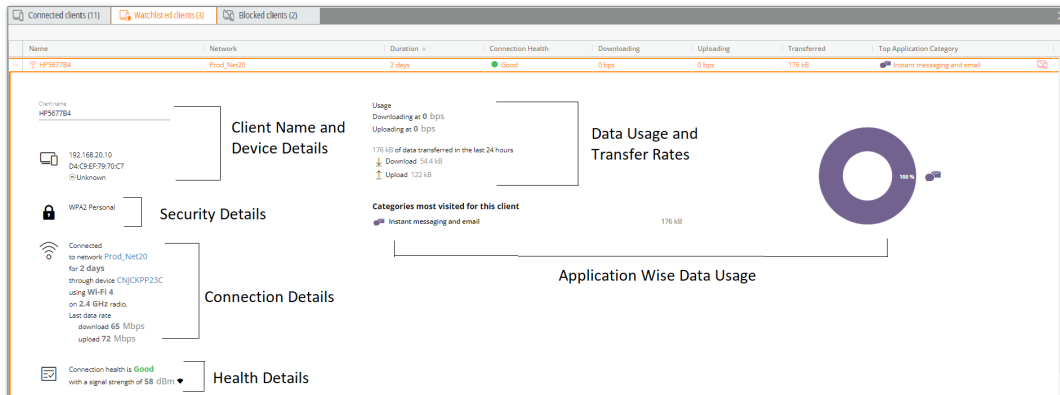 Connected clients (11)
Watchlisted clients (3)
Blocked clients (2)
Name Network Duration ↓ Connection Health Downloading Uploading Transferred Top Application Category
HP5677B4 Prod_Net20 2 days Good 0 bps 0 bps 176 kB Instant messaging and email
Client name
HP5677B4
192.168.20.10
D4:C9:EF:79:70:C7
Unknown
Client Name and
Device Details
WPA2 Personal
Security Details
Connected
to network Prod_Net20
for 2 days
through device CNJCKPP23C
using Wi-Fi 4
on 2.4 GHz radio.
Last data rate
download 65 Mbps
upload 72 Mbps
Connection Details
Connection health is Good
with a signal strength of 58 dBm
Health Details
Usage
Downloading at 0 bps
Uploading at 0 bps
176 kB of data transferred in the last 24 hours
Download 54.4 kB
Upload 122 kB
Data Usage and
Transfer Rates
Categories most visited for this client
Instant messaging and email 176 kB
100 %
Application Wise Data Usage